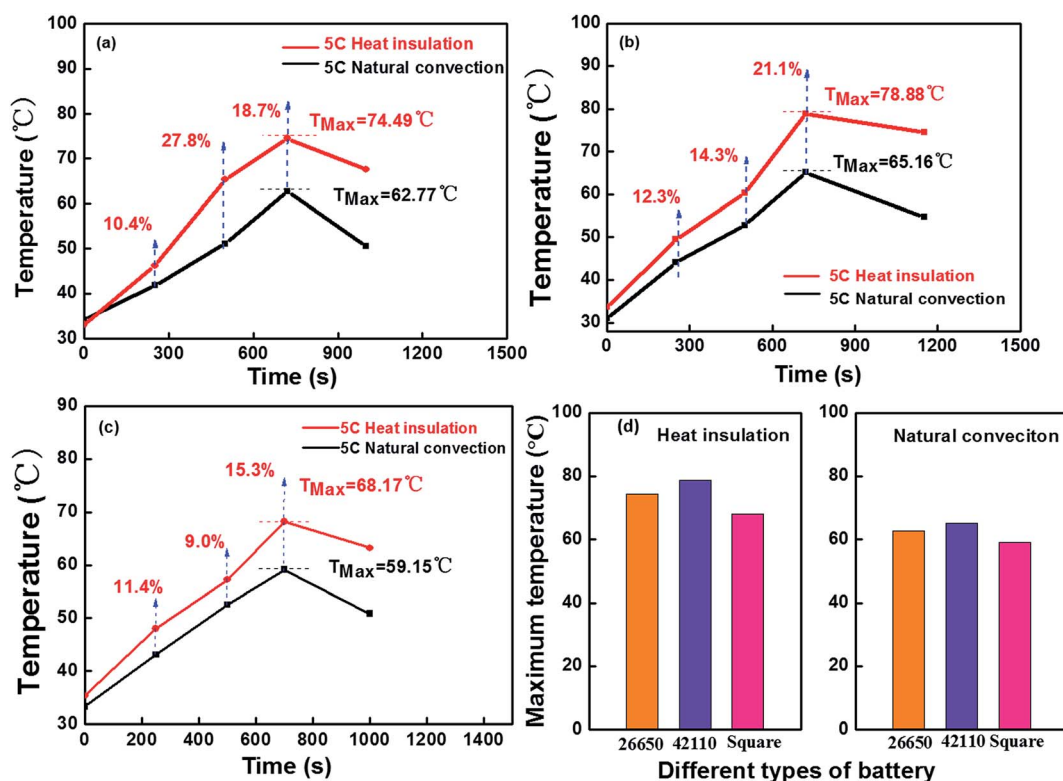 (a)
5C Heat insulation
5C Natural convection
10.4%
27.8%
18.7%
TMax=74.49℃
TMax=62.77℃
Temperature (℃)
100
90
80
70
60
50
40
30
0 300 600 900 1200 1500
Time (s)
(b)
12.3%
14.3%
21.1%
TMax=78.88℃
TMax=65.16℃
5C Heat insulation
5C Natural convection
Temperature (℃)
100
90
80
70
60
50
40
30
0 300 600 900 1200 1500
Time (s)
(c)
5C Heat insulation
5C Natural convection
11.4%
9.0%
15.3%
TMax=68.17℃
TMax=59.15℃
Temperature (℃)
90
80
70
60
50
40
30
0 200 400 600 800 1000 1200 1400
Time (s)
(d)
Heat insulation
Natural conveciton
Maximum temperature (°C)
100
80
60
40
20
0
26650 42110 Square
100
80
60
40
20
0
26650 42110 Square
Different types of battery